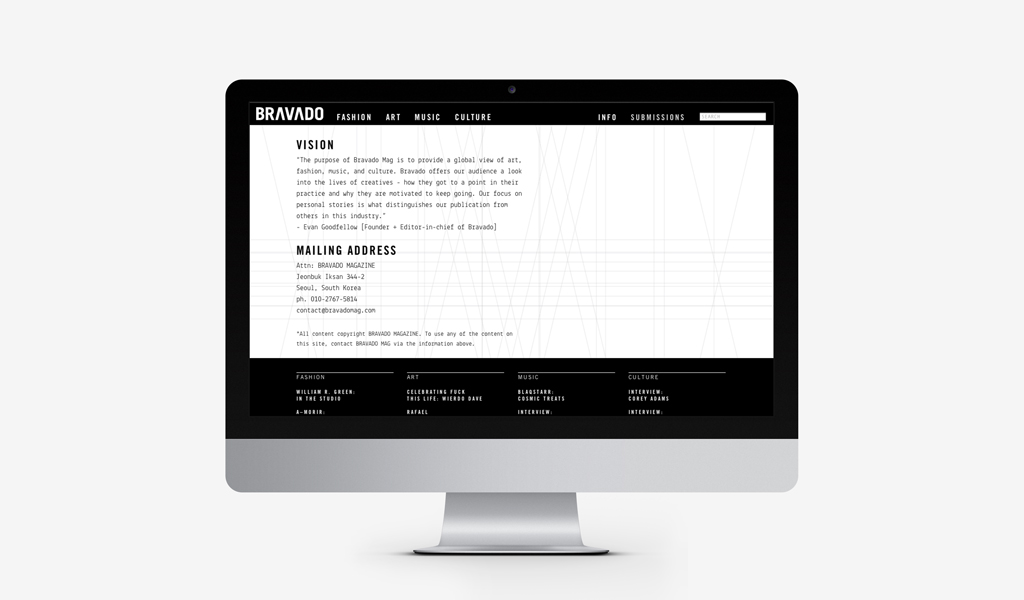 BRAVADO FASHION ART MUSIC CULTURE INFO SUBMISSIONS SEARCH
VISION
"The purpose of Bravado Mag is to provide a global view of art,
fashion, music, and culture. Bravado offers our audience a look
into the lives of creatives - how they got to a point in their
practice and why they are motivated to keep going. Our focus on
personal stories is what distinguishes our publication from
others in this industry."
- Evan Goodfellow [Founder + Editor-in-chief of Bravado]
MAILING ADDRESS
Attn: BRAVADO MAGAZINE
Jeonbuk Iksan 344-2
Seoul, South Korea
ph. 010-2767-5814
contact@bravadomag.com
*All content copyright BRAVADO MAGAZINE. To use any of the content on
this site, contact BRAVADO MAG via the information above.
FASHION
WILLIAM R. GREEN:
IN THE STUDIO
A-MORIR:
ART
CELEBRATING FUCK
THIS LIFE: WIERDO DAVE
RAFAEL
MUSIC
BLAQSTARR:
COSMIC TREATS
INTERVIEW:
CULTURE
INTERVIEW:
COREY ADAMS
INTERVIEW: